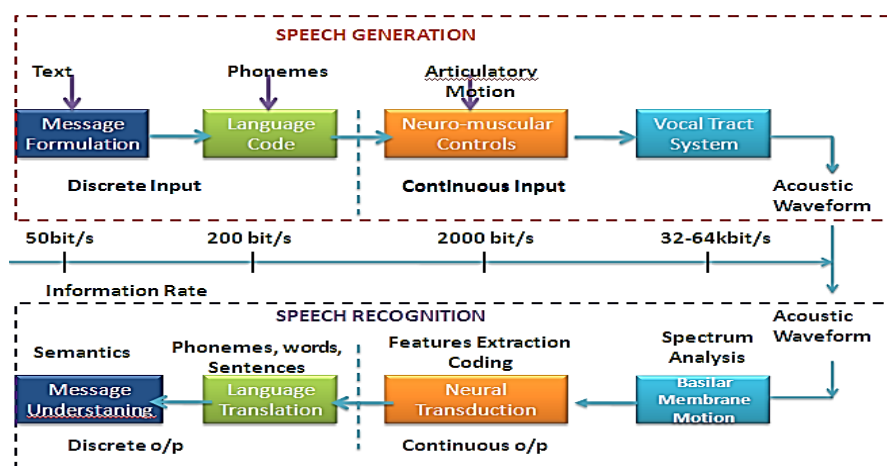 SPEECH GENERATION
Text
Phonemes
Articulatory
Motion
Message
Formulation
Language
Code
Neuro-muscular
Controls
Vocal Tract
System
Discrete Input
Continuous Input
Acoustic
Waveform
50bit/s
200 bit/s
2000 bit/s
32-64kbit/s
Information Rate
SPEECH RECOGNITION
Acoustic
Waveform
Semantics
Phonemes, words,
Sentences
Features Extraction
Coding
Spectrum
Analysis
Message
Understaning
Language
Translation
Neural
Transduction
Basilar
Membrane
Motion
Discrete o/p
Continuous o/p